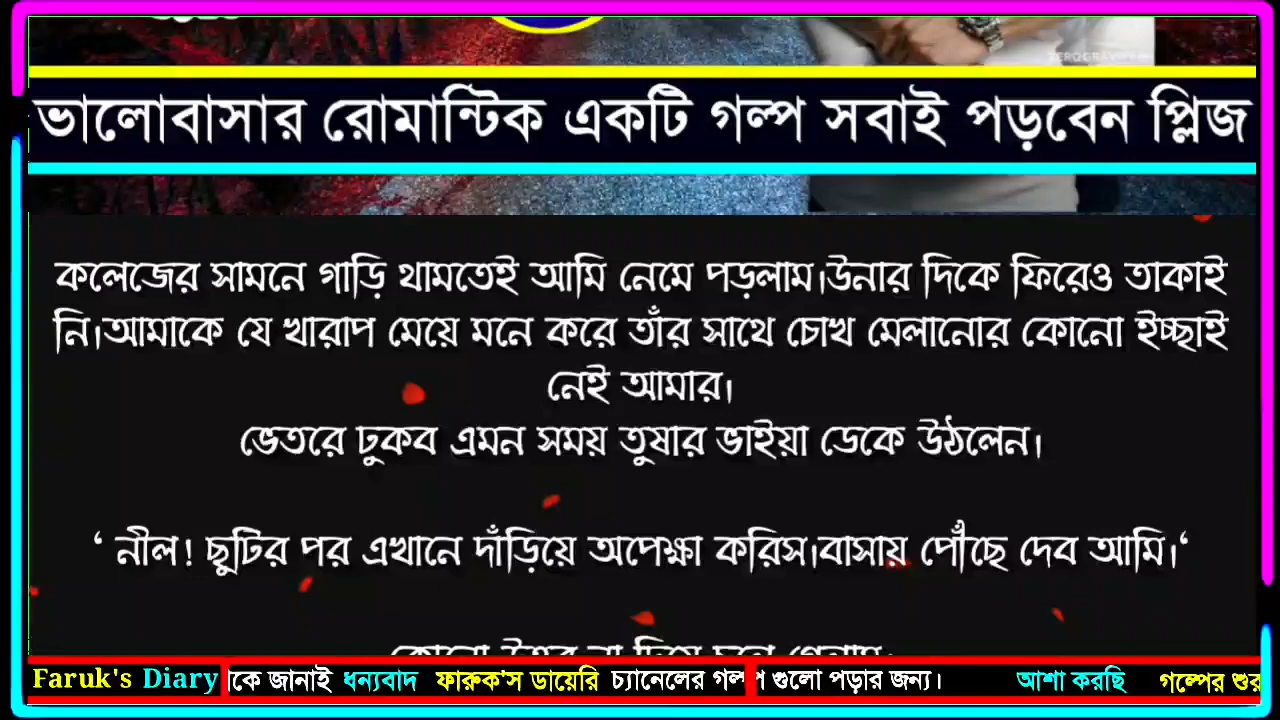 ভালোবাসার রোমান্টিক একটি গল্প সবাই পড়বেন প্লিজ
কলেজের সামনে গাড়ি থামতেই আমি নেমে পড়লাম।উনার দিকে ফিরেও তাকাই
নি।আমাকে যে খারাপ মেয়ে মনে করে তাঁর সাথে চোখ মেলানোর কোনো ইচ্ছাই
নেই আমার।
ভেতরে ঢুকব এমন সময় তুষার ভাইয়া ডেকে উঠলেন।
‘ নীল! ছুটির পর এখানে দাঁড়িয়ে অপেক্ষা করিস।বাসায় পৌঁছে দেব আমি।‘
Faruk's Diary কে জানাই ধন্যবাদ ফারুক'স ডায়েরি চ্যানেলের গল্প গুলো পড়ার জন্য। আশা করছি গল্পের